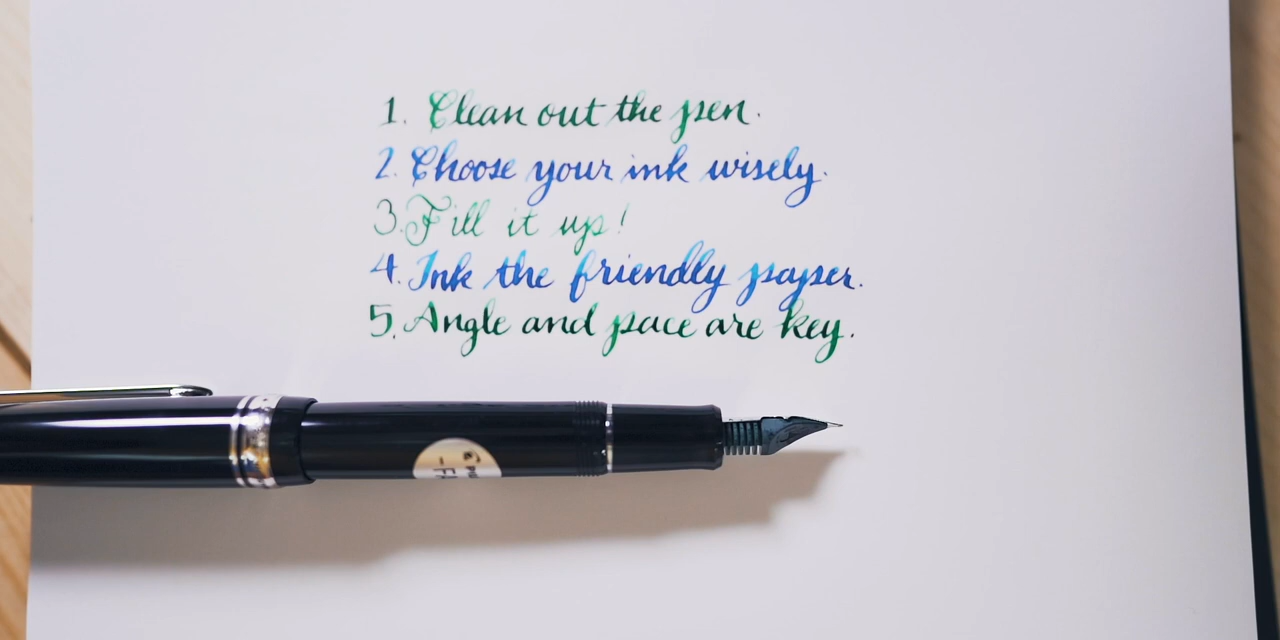 1. Clean out the pen.
2. Choose your ink wisely.
3. Fill it up!
4. Ink the friendly paper.
5. Angle and pace are key.